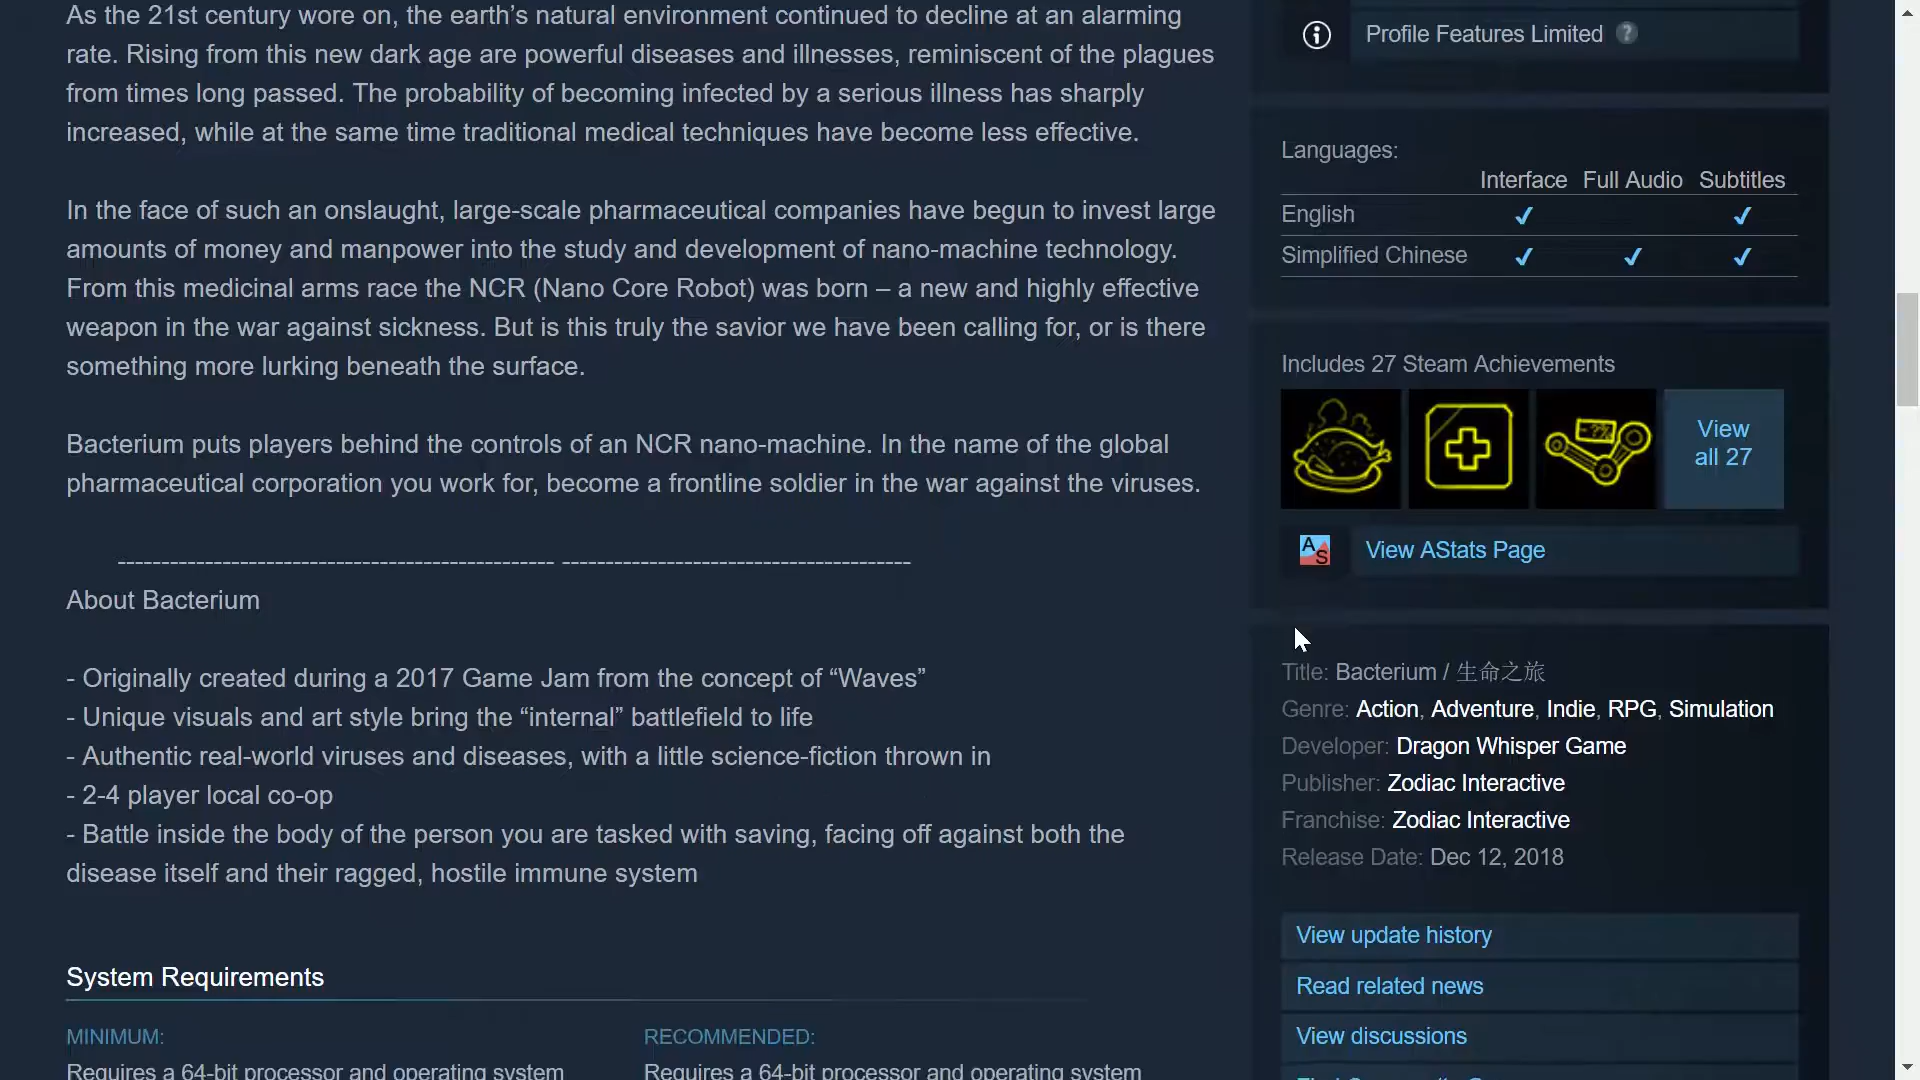 As the 21st century wore on, the earth’s natural environment continued to decline at an alarming
rate. Rising from this new dark age are powerful diseases and illnesses, reminiscent of the plagues
from times long passed. The probability of becoming infected by a serious illness has sharply
increased, while at the same time traditional medical techniques have become less effective.
In the face of such an onslaught, large-scale pharmaceutical companies have begun to invest large
amounts of money and manpower into the study and development of nano-machine technology.
From this medicinal arms race the NCR (Nano Core Robot) was born – a new and highly effective
weapon in the war against sickness. But is this truly the savior we have been calling for, or is there
something more lurking beneath the surface.
Bacterium puts players behind the controls of an NCR nano-machine. In the name of the global
pharmaceutical corporation you work for, become a frontline soldier in the war against the viruses.
-------------------------------------------------- ----------------------------------------
About Bacterium
- Originally created during a 2017 Game Jam from the concept of “Waves”
- Unique visuals and art style bring the “internal” battlefield to life
- Authentic real-world viruses and diseases, with a little science-fiction thrown in
- 2-4 player local co-op
- Battle inside the body of the person you are tasked with saving, facing off against both the
disease itself and their ragged, hostile immune system
System Requirements
MINIMUM:
Requires a 64-bit processor and operating system
RECOMMENDED:
Requires a 64-bit processor and operating system
Profile Features Limited ?
Languages:
Interface Full Audio Subtitles
English ✔ ✔
Simplified Chinese ✔ ✔ ✔
Includes 27 Steam Achievements
View
all 27
AS View AStats Page
Title: Bacterium / 生命之旅
Genre: Action, Adventure, Indie, RPG, Simulation
Developer: Dragon Whisper Game
Publisher: Zodiac Interactive
Franchise: Zodiac Interactive
Release Date: Dec 12, 2018
View update history
Read related news
View discussions